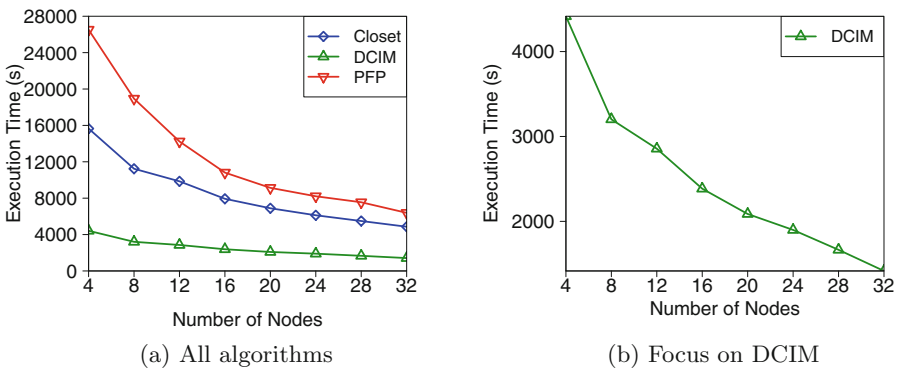 28000
24000
20000
16000
12000
8000
4000
0
Execution Time (s)
Closet
DCIM
PFP
4 8 12 16 20 24 28 32
Number of Nodes
(a) All algorithms
4000
3000
2000
Execution Time (s)
DCIM
4 8 12 16 20 24 28 32
Number of Nodes
(b) Focus on DCIM